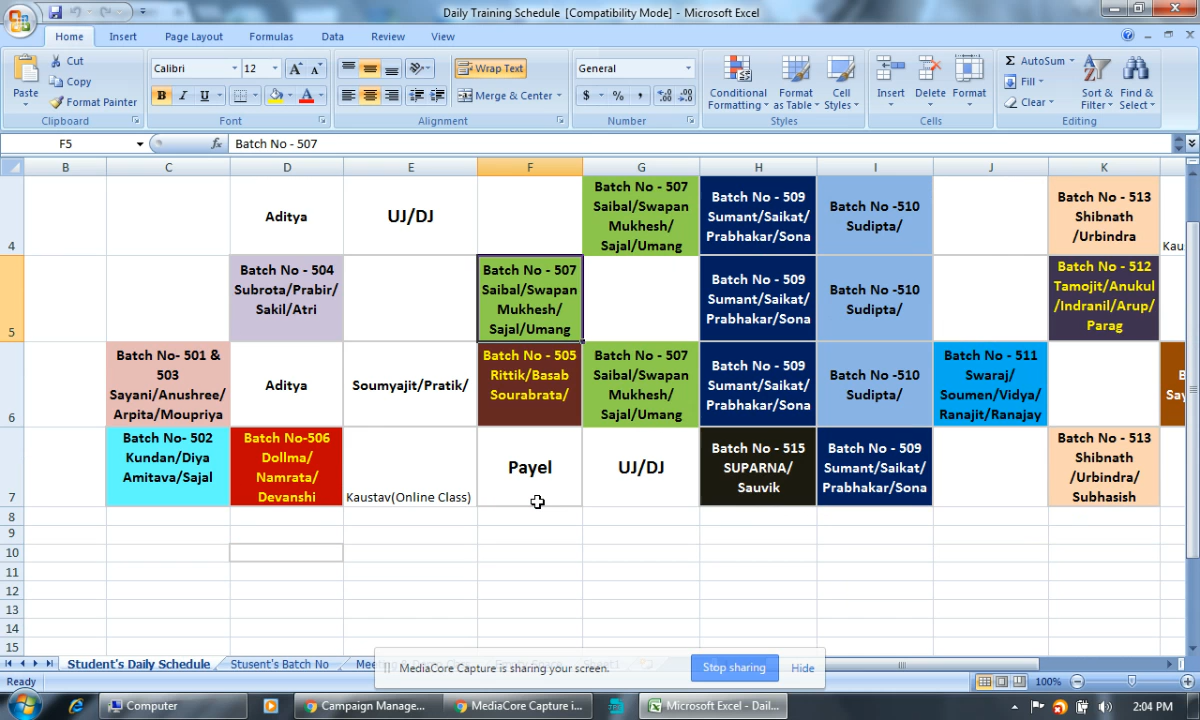 Daily Training Schedule [Compatibility Mode] - Microsoft Excel
Home Insert Page Layout Formulas Data Review View
Paste
Cut
Copy
Format Painter
Clipboard
Calibri 12
B I U
Font
Wrap Text
Merge & Center
Alignment
General
$ % ,
Number
Conditional Formatting
Format as Table
Cell Styles
Styles
Insert Delete Format
Cells
AutoSum
Fill
Clear
Sort & Filter
Find & Select
Editing
F5 fx Batch No - 507
B C D E F G H I J K
4
Aditya
UJ/DJ
Batch No - 507
Saibal/Swapan
Mukhesh/
Sajal/Umang
Batch No - 509
Sumant/Saikat/
Prabhakar/Sona
Batch No -510
Sudipta/
Batch No - 513
Shibnath
/Urbindra
Kau
5
Batch No - 504
Subrota/Prabir/
Sakil/Atri
Batch No - 507
Saibal/Swapan
Mukhesh/
Sajal/Umang
Batch No - 509
Sumant/Saikat/
Prabhakar/Sona
Batch No -510
Sudipta/
Batch No - 512
Tamojit/Anukul
/Indranil/Arup/
Parag
6
Batch No- 501 &
503
Sayani/Anushree/
Arpita/Moupriya
Aditya
Soumyajit/Pratik/
Batch No - 505
Rittik/Basab
Sourabrata/
Batch No - 507
Saibal/Swapan
Mukhesh/
Sajal/Umang
Batch No - 509
Sumant/Saikat/
Prabhakar/Sona
Batch No -510
Sudipta/
Batch No - 511
Swaraj/
Soumen/Vidya/
Ranajit/Ranajay
B
Say
7
Batch No- 502
Kundan/Diya
Amitava/Sajal
Batch No-506
Dollma/
Namrata/
Devanshi
Kaustav(Online Class)
Payel
UJ/DJ
Batch No - 515
SUPARNA/
Sauvik
Batch No - 509
Sumant/Saikat/
Prabhakar/Sona
Batch No - 513
Shibnath
/Urbindra/
Subhasish
8
9
10
11
12
13
14
15
Student's Daily Schedule Stusent's Batch No
MediaCore Capture is sharing your screen. Stop sharing Hide
Ready 100%
Computer Campaign Manage... MediaCore Capture i... Microsoft Excel - Dail... 2:04 PM